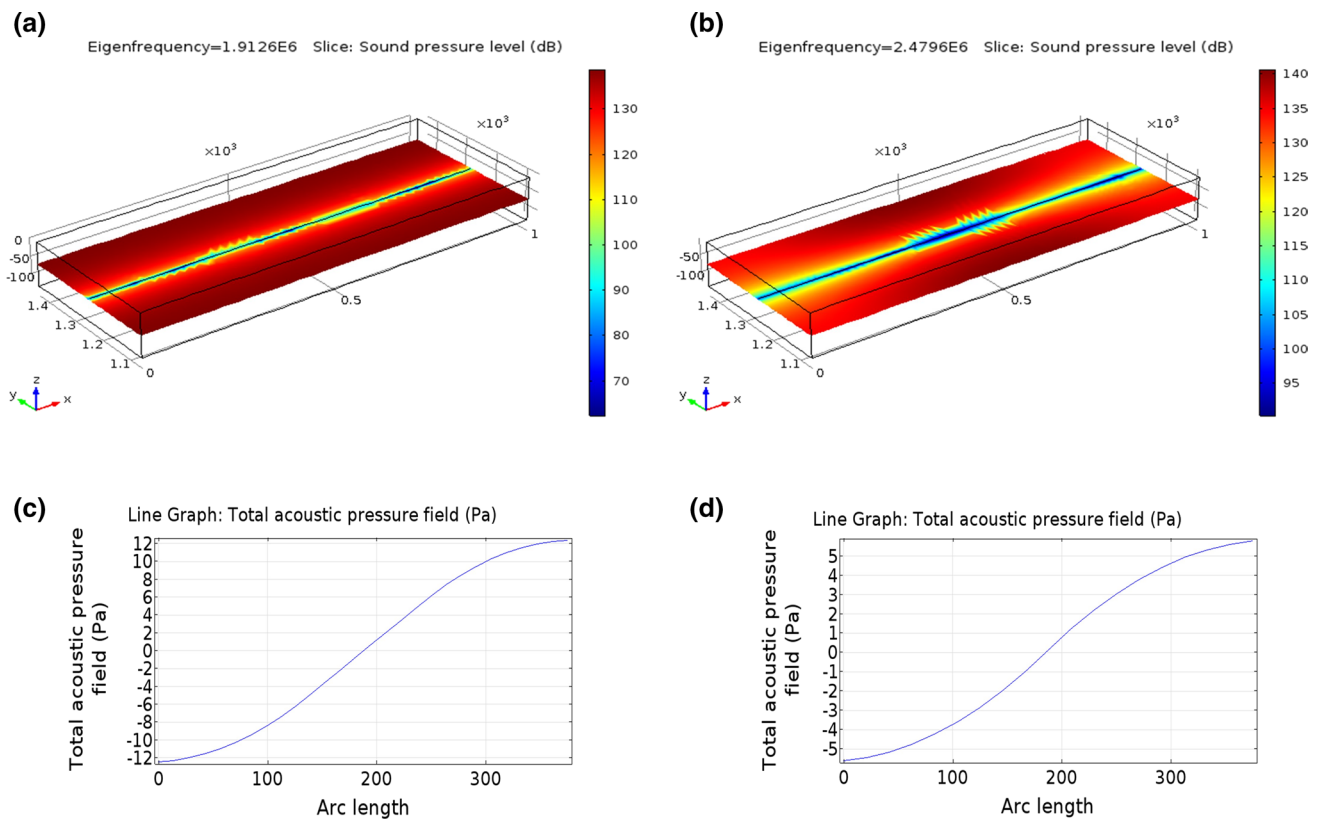 (a)
Eigenfrequency=1.9126E6 Slice: Sound pressure level (dB)
×10³
×10³
0
-50
-100
1.4
1.3
1.2
1.1
0
0.5
1
130
120
110
100
90
80
70
z
y
x
(b)
Eigenfrequency=2.4796E6 Slice: Sound pressure level (dB)
×10³
×10³
-50
-100
1.4
1.3
1.2
1.1
0
0.5
1
140
135
130
125
120
115
110
105
100
95
z
y
x
(c)
Line Graph: Total acoustic pressure field (Pa)
Total acoustic pressure
field (Pa)
12
10
8
6
4
2
0
-2
-4
-6
-8
-10
-12
0 100 200 300
Arc length
(d)
Line Graph: Total acoustic pressure field (Pa)
Total acoustic pressure
field (Pa)
5
4
3
2
1
0
-1
-2
-3
-4
-5
0 100 200 300
Arc length